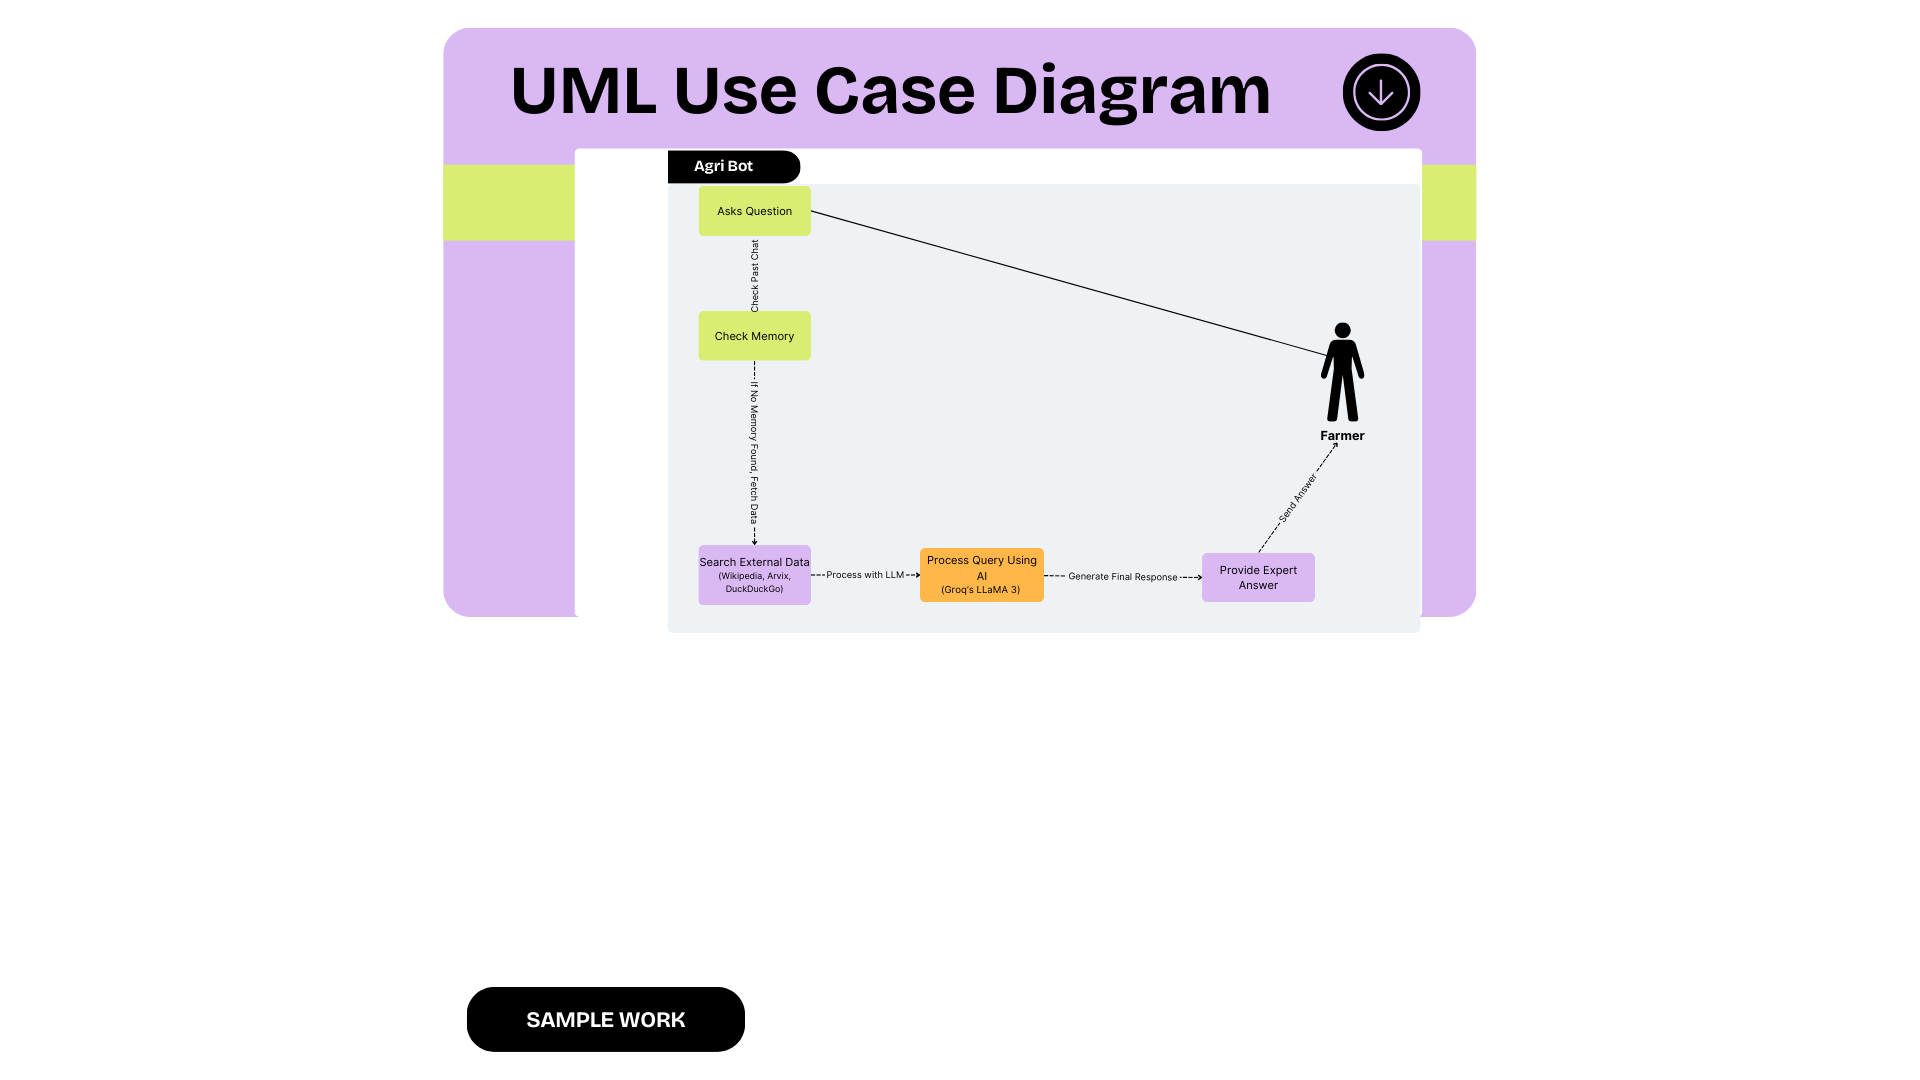 UML Use Case Diagram
Agri Bot
Asks Question
Check Past Chat
Check Memory
If No Memory Found, Fetch Data
Farmer
Send Answer
Search External Data
(Wikipedia, Arvix,
DuckDuckGo)
Process with LLM
Process Query Using
AI
(Groq's LLaMA 3)
Generate Final Response
Provide Expert
Answer
SAMPLE WORK